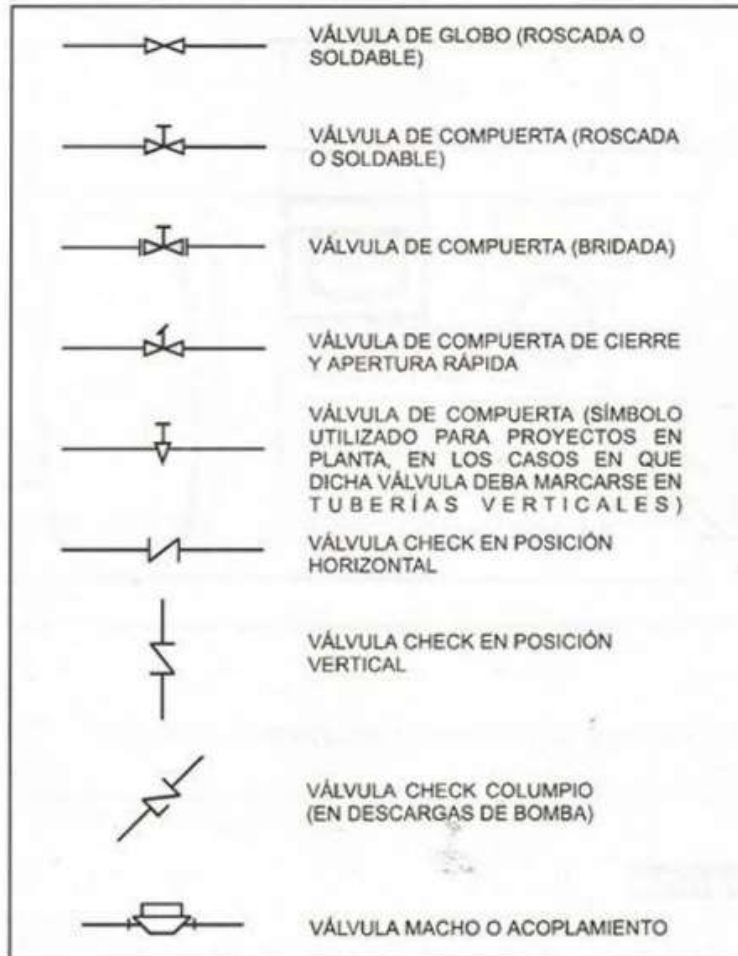 VÁLVULA DE GLOBO (ROSCADA O
SOLDABLE)
VÁLVULA DE COMPUERTA (ROSCADA
O SOLDABLE)
VÁLVULA DE COMPUERTA (BRIDADA)
VÁLVULA DE COMPUERTA DE CIERRE
Y APERTURA RÁPIDA
VÁLVULA DE COMPUERTA (SÍMBOLO
UTILIZADO PARA PROYECTOS EN
PLANTA, EN LOS CASOS EN QUE
DICHA VÁLVULA DEBA MARCARSE EN
TUBERÍAS VERTICALES)
VÁLVULA CHECK EN POSICIÓN
HORIZONTAL
VÁLVULA CHECK EN POSICIÓN
VERTICAL
VÁLVULA CHECK COLUMPIO
(EN DESCARGAS DE BOMBA)
VÁLVULA MACHO O ACOPLAMIENTO